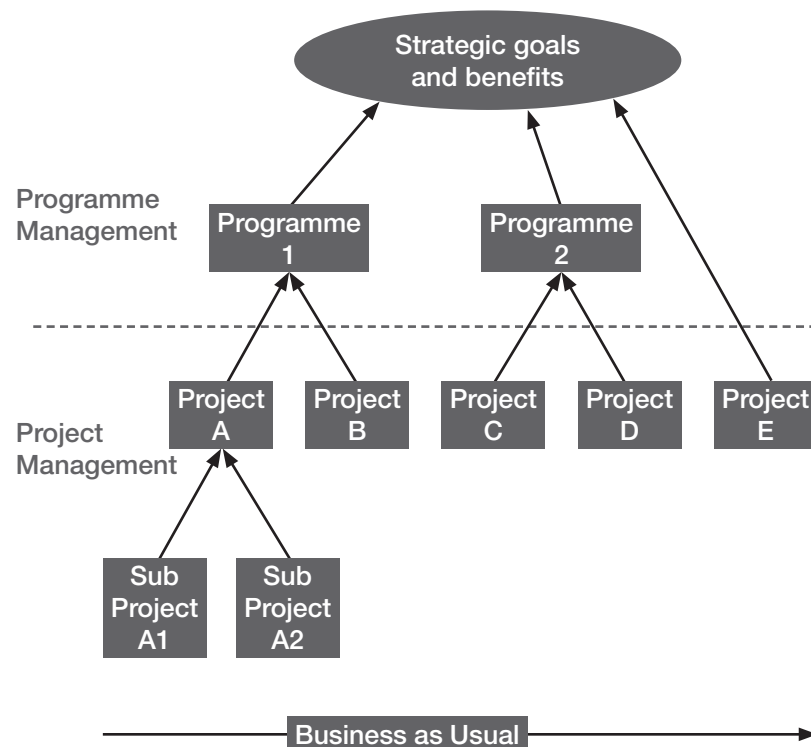 Strategic goals
and benefits
Programme
Management
Programme
1
Programme
2
Project
Management
Project
A
Project
B
Project
C
Project
D
Project
E
Sub
Project
A1
Sub
Project
A2
Business as Usual